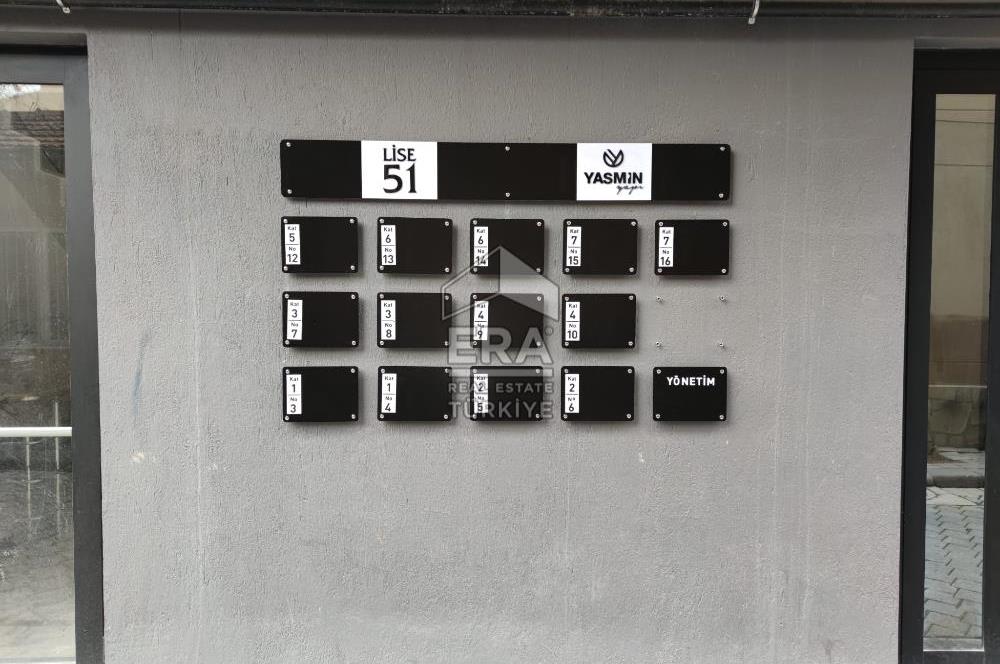 LİSE
51
YASMİN
yapı
Kat
5
No
12
Kat
6
No
13
Kat
6
No
14
Kat
7
No
15
Kat
7
No
16
Kat
3
No
7
Kat
3
No
8
Kat
4
No
9
Kat
4
No
10
Kat
1
No
3
Kat
1
No
4
Kat
2
No
5
Kat
2
No
6
YÖNETİM
ERA
REAL ESTATE
TÜRKİYE